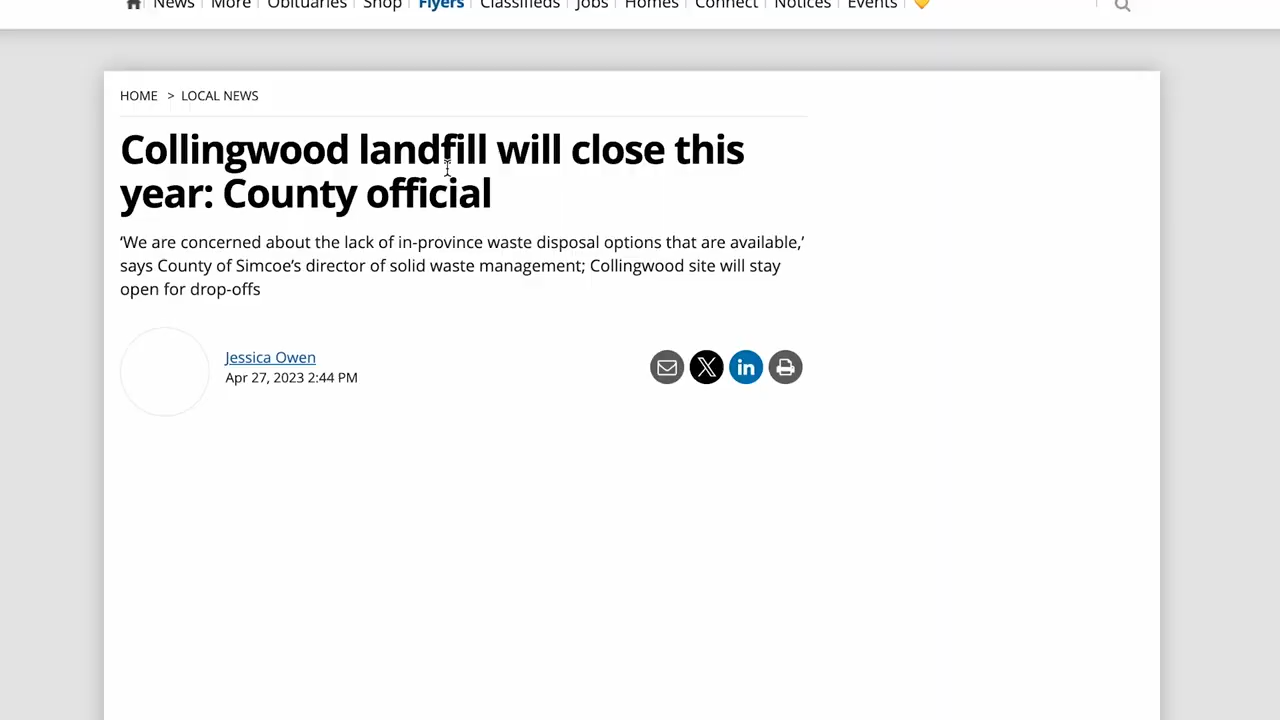 News More Obituaries Shop Flyers Classifieds Jobs Homes Connect Notices Events
HOME > LOCAL NEWS
Collingwood landfill will close this
year: County official
‘We are concerned about the lack of in-province waste disposal options that are available,’
says County of Simcoe’s director of solid waste management; Collingwood site will stay
open for drop-offs
Jessica Owen
Apr 27, 2023 2:44 PM